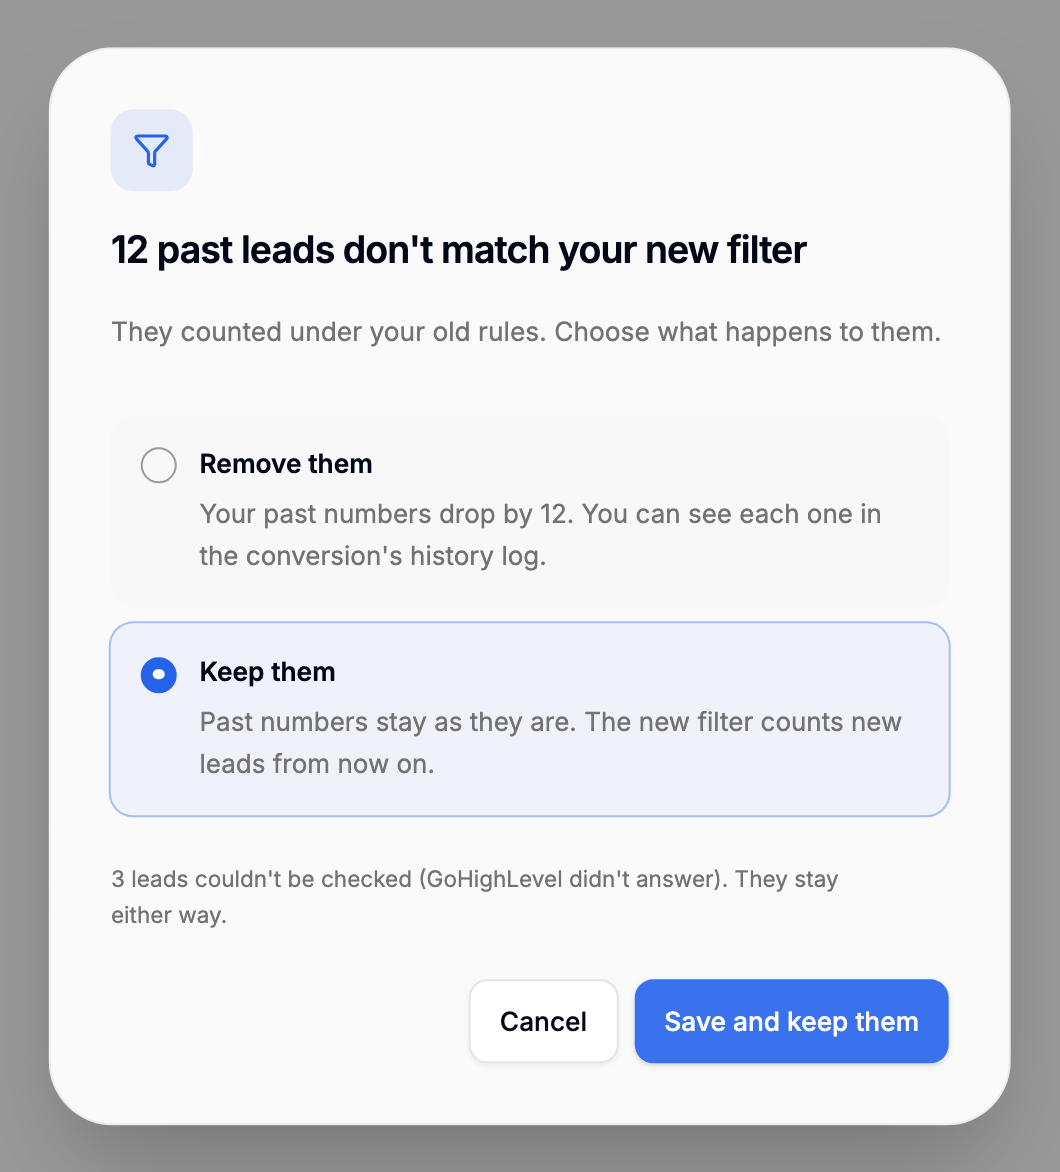 12 past leads don't match your new filter
They counted under your old rules. Choose what happens to them.
Remove them
Your past numbers drop by 12. You can see each one in
the conversion's history log.
Keep them
Past numbers stay as they are. The new filter counts new
leads from now on.
3 leads couldn't be checked (GoHighLevel didn't answer). They stay
either way.
Cancel
Save and keep them